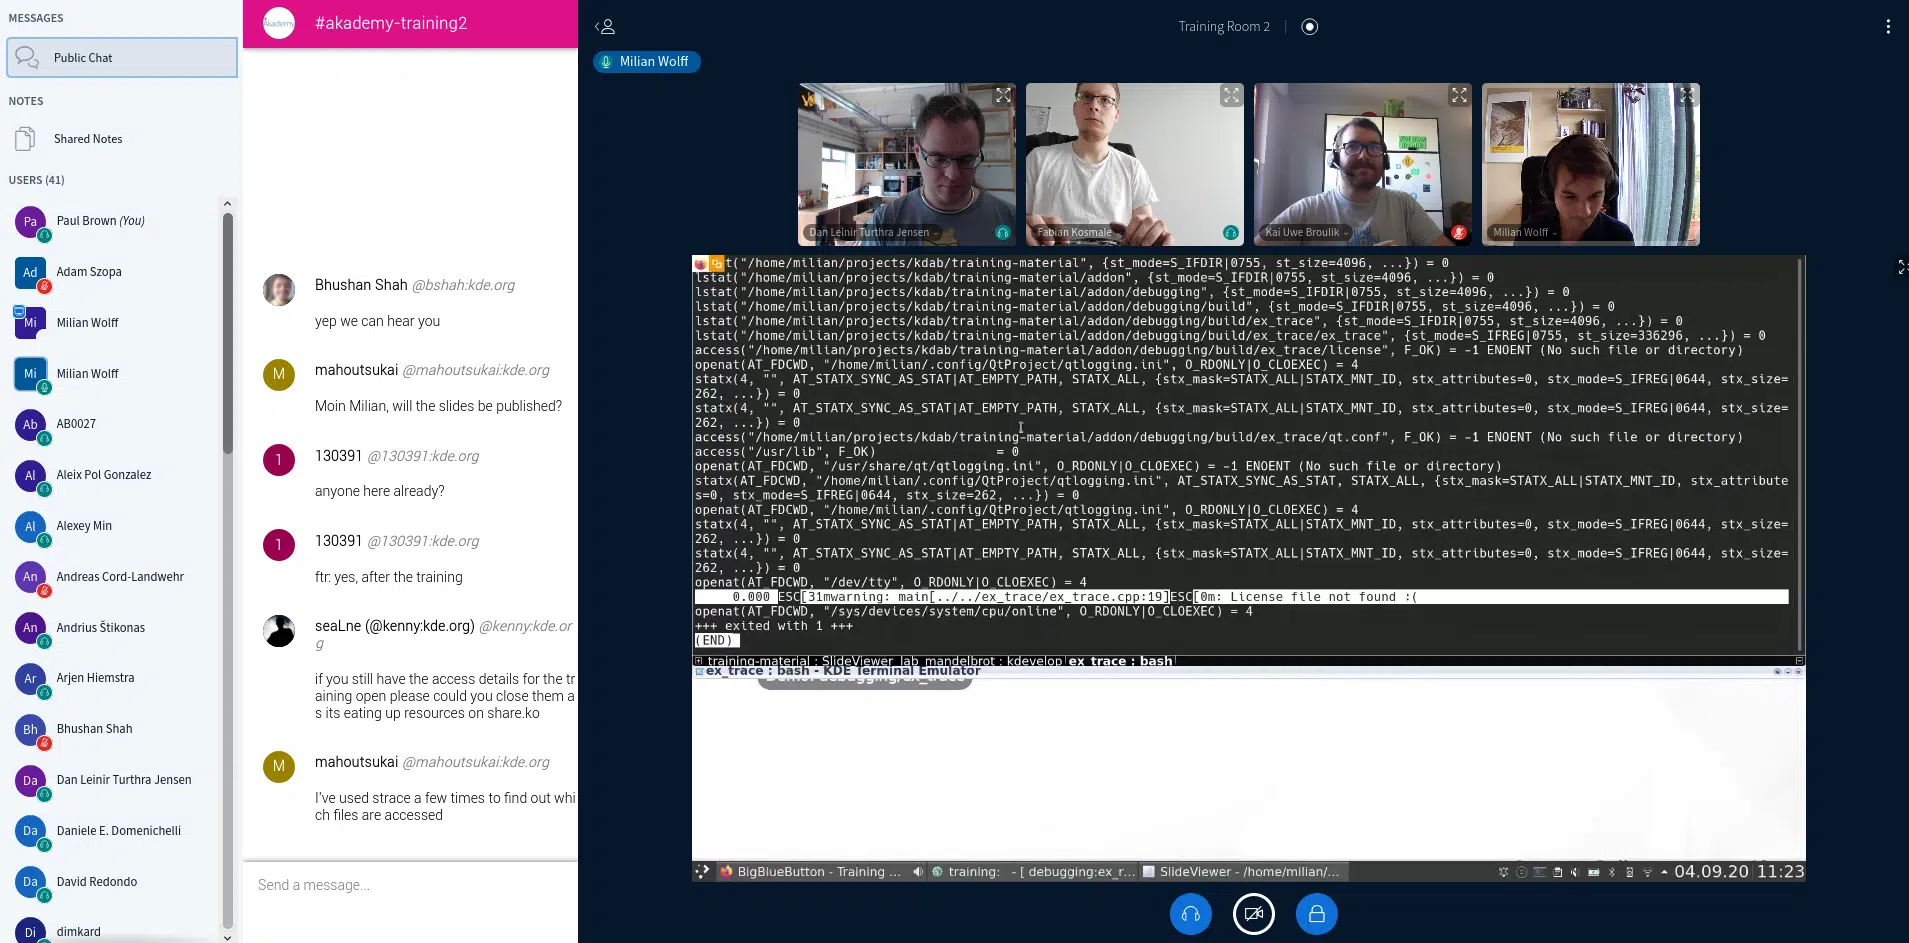 MESSAGES
Public Chat
NOTES
Shared Notes
USERS (41)
Pa Paul Brown (You)
Ad Adam Szopa
Mi Milian Wolff
Mi Milian Wolff
Ab AB0027
Al Aleix Pol Gonzalez
Al Alexey Min
An Andreas Cord-Landwehr
An Andrius Štikonas
Ar Arjen Hiemstra
Bh Bhushan Shah
Da Dan Leinir Turthra Jensen
Da Daniele E. Domenichelli
Da David Redondo
Di dimkard
Akademy #akademy-training2
Bhushan Shah @bshah:kde.org
yep we can hear you
M mahoutsukai @mahoutsukai:kde.org
Moin Milian, will the slides be published?
1 130391 @130391:kde.org
anyone here already?
1 130391 @130391:kde.org
ftr: yes, after the training
seaLne (@kenny:kde.org) @kenny:kde.or
g
if you still have the access details for the tr
aining open please could you close them a
s its eating up resources on share.ko
M mahoutsukai @mahoutsukai:kde.org
I've used strace a few times to find out whi
ch files are accessed
Send a message...
Training Room 2
Milian Wolff
Dan Leinir Turthra Jensen
Fabian Kosmale
Kai Uwe Broulik
Milian Wolff
t("/home/milian/projects/kdab/training-material", {st_mode=S_IFDIR|0755, st_size=4096, ...}) = 0
lstat("/home/milian/projects/kdab/training-material/addon", {st_mode=S_IFDIR|0755, st_size=4096, ...}) = 0
lstat("/home/milian/projects/kdab/training-material/addon/debugging", {st_mode=S_IFDIR|0755, st_size=4096, ...}) = 0
lstat("/home/milian/projects/kdab/training-material/addon/debugging/build", {st_mode=S_IFDIR|0755, st_size=4096, ...}) = 0
lstat("/home/milian/projects/kdab/training-material/addon/debugging/build/ex_trace", {st_mode=S_IFDIR|0755, st_size=4096, ...}) = 0
lstat("/home/milian/projects/kdab/training-material/addon/debugging/build/ex_trace/ex_trace", {st_mode=S_IFREG|0755, st_size=336296, ...}) = 0
access("/home/milian/projects/kdab/training-material/addon/debugging/build/ex_trace/license", F_OK) = -1 ENOENT (No such file or directory)
openat(AT_FDCWD, "/home/milian/.config/QtProject/qtlogging.ini", O_RDONLY|O_CLOEXEC) = 4
statx(4, "", AT_STATX_SYNC_AS_STAT|AT_EMPTY_PATH, STATX_ALL, {stx_mask=STATX_ALL|STATX_MNT_ID, stx_attributes=0, stx_mode=S_IFREG|0644, stx_size=
262, ...}) = 0
statx(4, "", AT_STATX_SYNC_AS_STAT|AT_EMPTY_PATH, STATX_ALL, {stx_mask=STATX_ALL|STATX_MNT_ID, stx_attributes=0, stx_mode=S_IFREG|0644, stx_size=
262, ...}) = 0
access("/home/milian/projects/kdab/training-material/addon/debugging/build/ex_trace/qt.conf", F_OK) = -1 ENOENT (No such file or directory)
access("/usr/lib", F_OK) = 0
openat(AT_FDCWD, "/usr/share/qt/qtlogging.ini", O_RDONLY|O_CLOEXEC) = -1 ENOENT (No such file or directory)
statx(AT_FDCWD, "/home/milian/.config/QtProject/qtlogging.ini", AT_STATX_SYNC_AS_STAT, STATX_ALL, {stx_mask=STATX_ALL|STATX_MNT_ID, stx_attribute
s=0, stx_mode=S_IFREG|0644, stx_size=262, ...}) = 0
openat(AT_FDCWD, "/home/milian/.config/QtProject/qtlogging.ini", O_RDONLY|O_CLOEXEC) = 4
statx(4, "", AT_STATX_SYNC_AS_STAT|AT_EMPTY_PATH, STATX_ALL, {stx_mask=STATX_ALL|STATX_MNT_ID, stx_attributes=0, stx_mode=S_IFREG|0644, stx_size=
262, ...}) = 0
statx(4, "", AT_STATX_SYNC_AS_STAT|AT_EMPTY_PATH, STATX_ALL, {stx_mask=STATX_ALL|STATX_MNT_ID, stx_attributes=0, stx_mode=S_IFREG|0644, stx_size=
262, ...}) = 0
openat(AT_FDCWD, "/dev/tty", O_RDONLY|O_CLOEXEC) = 4
0.000 ESC[31mwarning: main[../../ex_trace/ex_trace.cpp:19]ESC[0m: License file not found :(
openat(AT_FDCWD, "/sys/devices/system/cpu/online", O_RDONLY|O_CLOEXEC) = 4
+++ exited with 1 +++
(END)
training-material : SlideViewer lab_mandelbrot : kdevelop ex_trace : bash
ex_trace : bash - KDE Terminal Emulator
Demo: debugging/ex_trace
BigBlueButton - Training ...
training: - [ debugging:ex_r...
SlideViewer - /home/milian/...
04.09.20 11:23